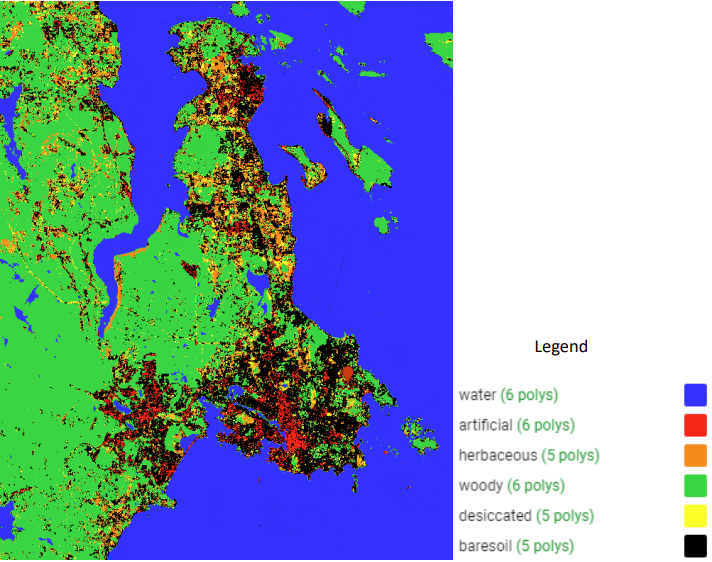 Legend
water (6 polys)
artificial (6 polys)
herbaceous (5 polys)
woody (6 polys)
desiccated (5 polys)
baresoil (5 polys)